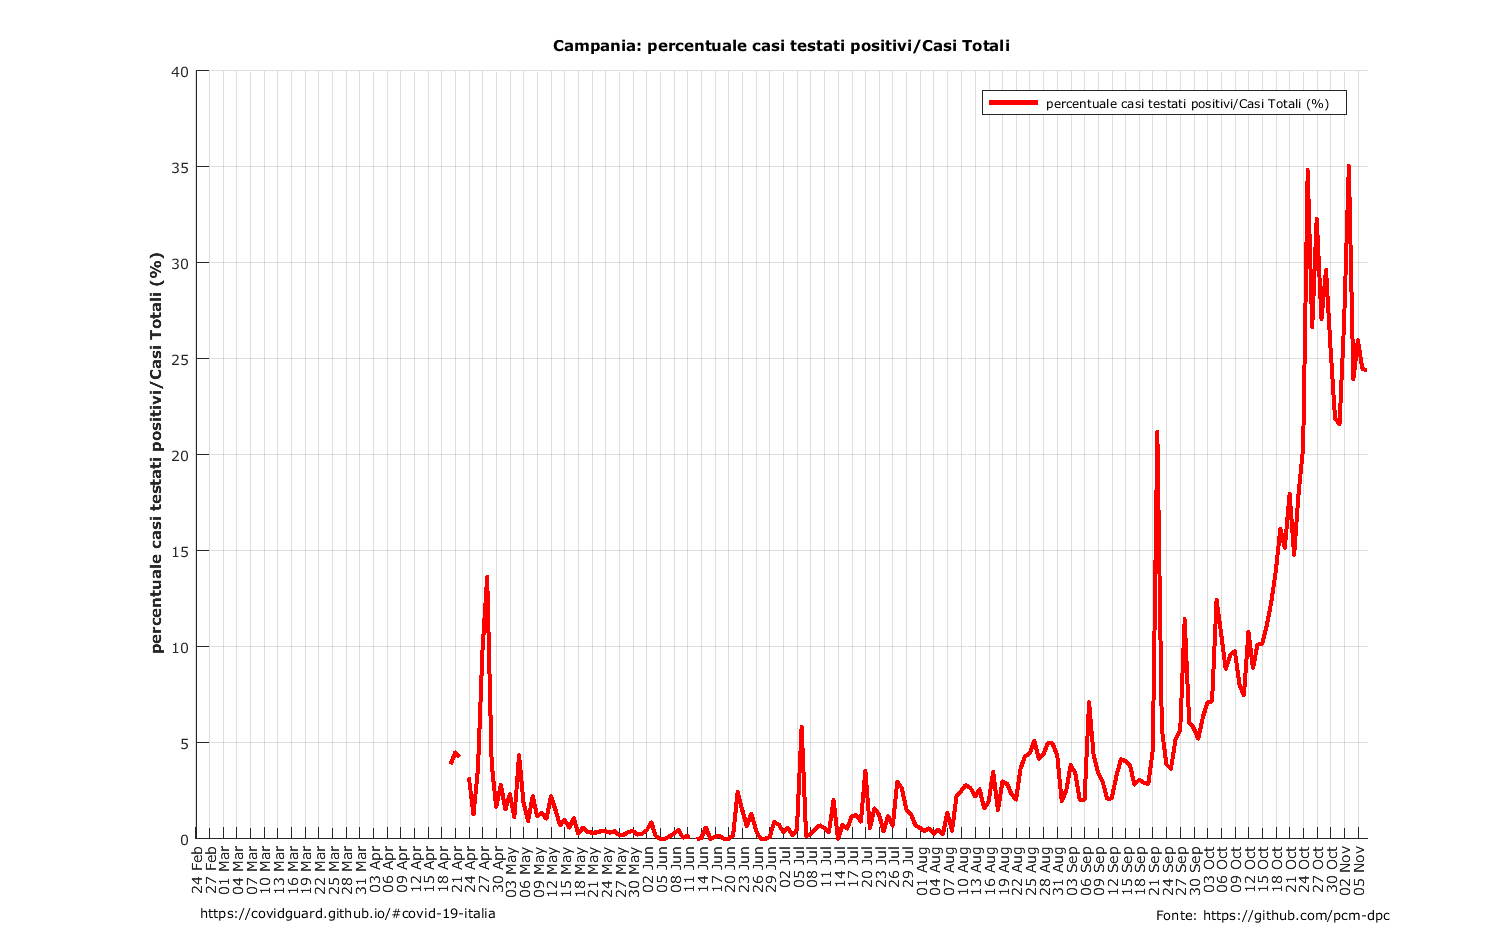 Campania: percentuale casi testati positivi/Casi Totali
percentuale casi testati positivi/Casi Totali (%)
percentuale casi testati positivi/Casi Totali (%)
40
35
30
25
20
15
10
5
0
24 Feb
27 Feb
01 Mar
04 Mar
07 Mar
10 Mar
13 Mar
16 Mar
19 Mar
22 Mar
25 Mar
28 Mar
31 Mar
03 Apr
06 Apr
09 Apr
12 Apr
15 Apr
18 Apr
21 Apr
24 Apr
27 Apr
30 Apr
03 May
06 May
09 May
12 May
15 May
18 May
21 May
24 May
27 May
30 May
02 Jun
05 Jun
08 Jun
11 Jun
14 Jun
17 Jun
20 Jun
23 Jun
26 Jun
29 Jun
02 Jul
05 Jul
08 Jul
11 Jul
14 Jul
17 Jul
20 Jul
23 Jul
26 Jul
29 Jul
01 Aug
04 Aug
07 Aug
10 Aug
13 Aug
16 Aug
19 Aug
22 Aug
25 Aug
28 Aug
31 Aug
03 Sep
06 Sep
09 Sep
12 Sep
15 Sep
18 Sep
21 Sep
24 Sep
27 Sep
30 Sep
03 Oct
06 Oct
09 Oct
12 Oct
15 Oct
18 Oct
21 Oct
24 Oct
27 Oct
30 Oct
02 Nov
05 Nov
https://covidguard.github.io/#covid-19-italia
Fonte: https://github.com/pcm-dpc